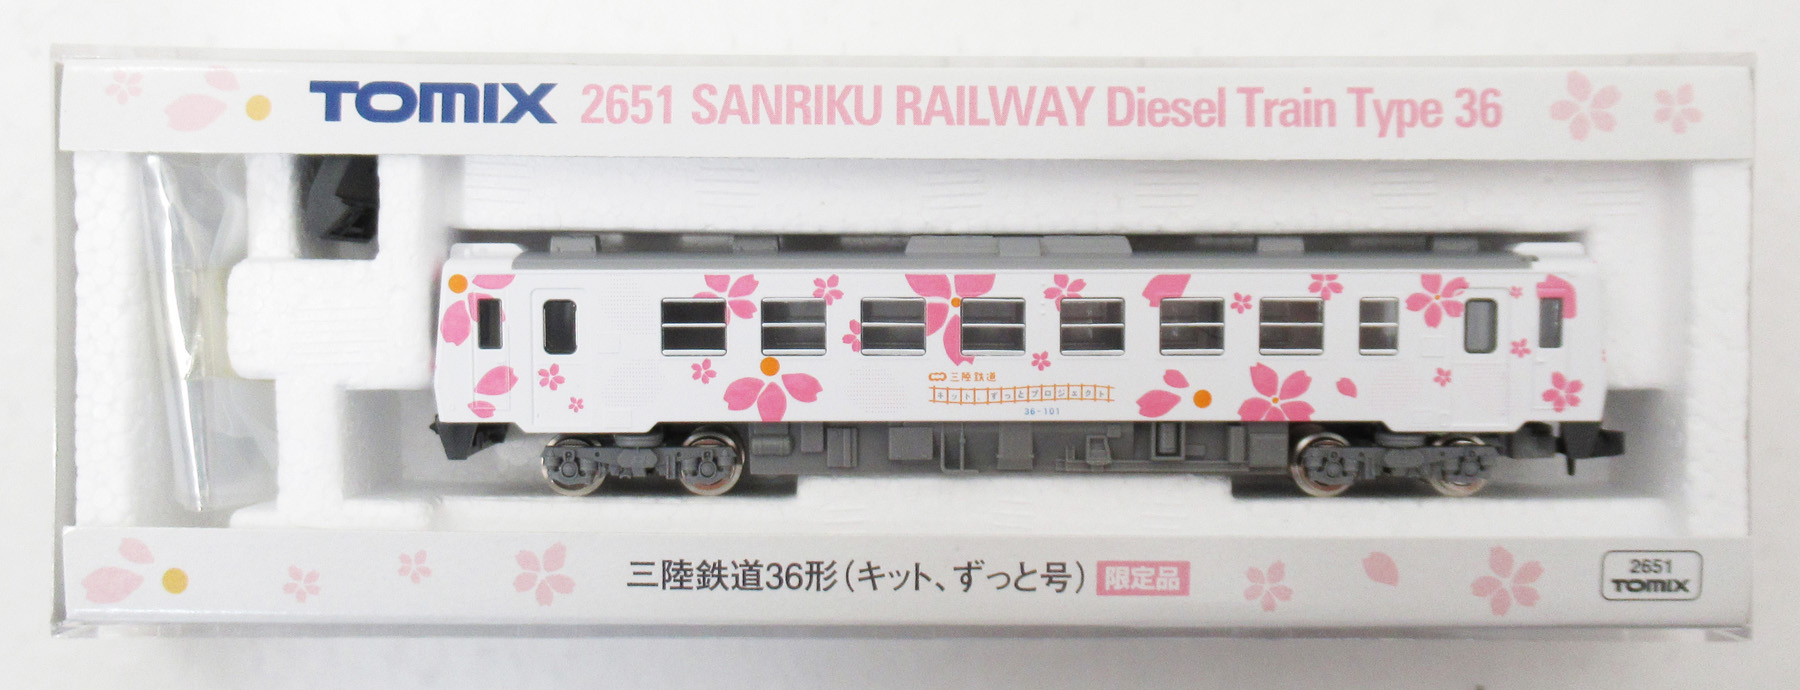 TOMIX 2651 SANRIKU RAILWAY Diesel Train Type 36
三陸鉄道
キット、ずっとプロジェクト
36-101
三陸鉄道36形(キット、ずっと号) 限定品
2651
TOMIX